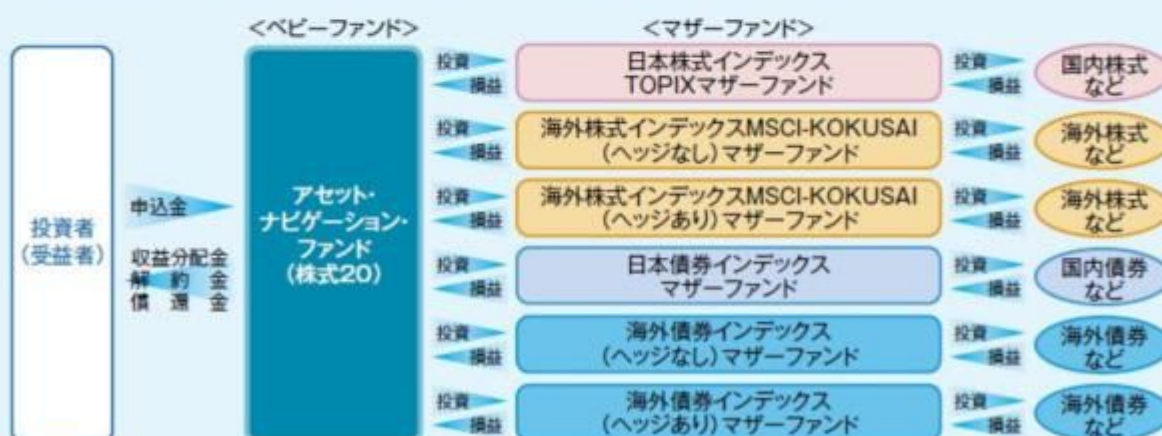 <ベビーファンド>
<マザーファンド>
投資者
(受益者)
申込金
収益分配金
解約金
償還金
アセット・
ナビゲーション・
ファンド
(株式20)
投資
損益
日本株式インデックス
TOPIXマザーファンド
投資
損益
国内株式
など
投資
損益
海外株式インデックスMSCI-KOKUSAI
(ヘッジなし)マザーファンド
投資
損益
海外株式
など
投資
損益
海外株式インデックスMSCI-KOKUSAI
(ヘッジあり)マザーファンド
投資
損益
海外株式
など
投資
損益
日本債券インデックス
マザーファンド
投資
損益
国内債券
など
投資
損益
海外債券インデックス
(ヘッジなし)マザーファンド
投資
損益
海外債券
など
投資
損益
海外債券インデックス
(ヘッジあり)マザーファンド
投資
損益
海外債券
など